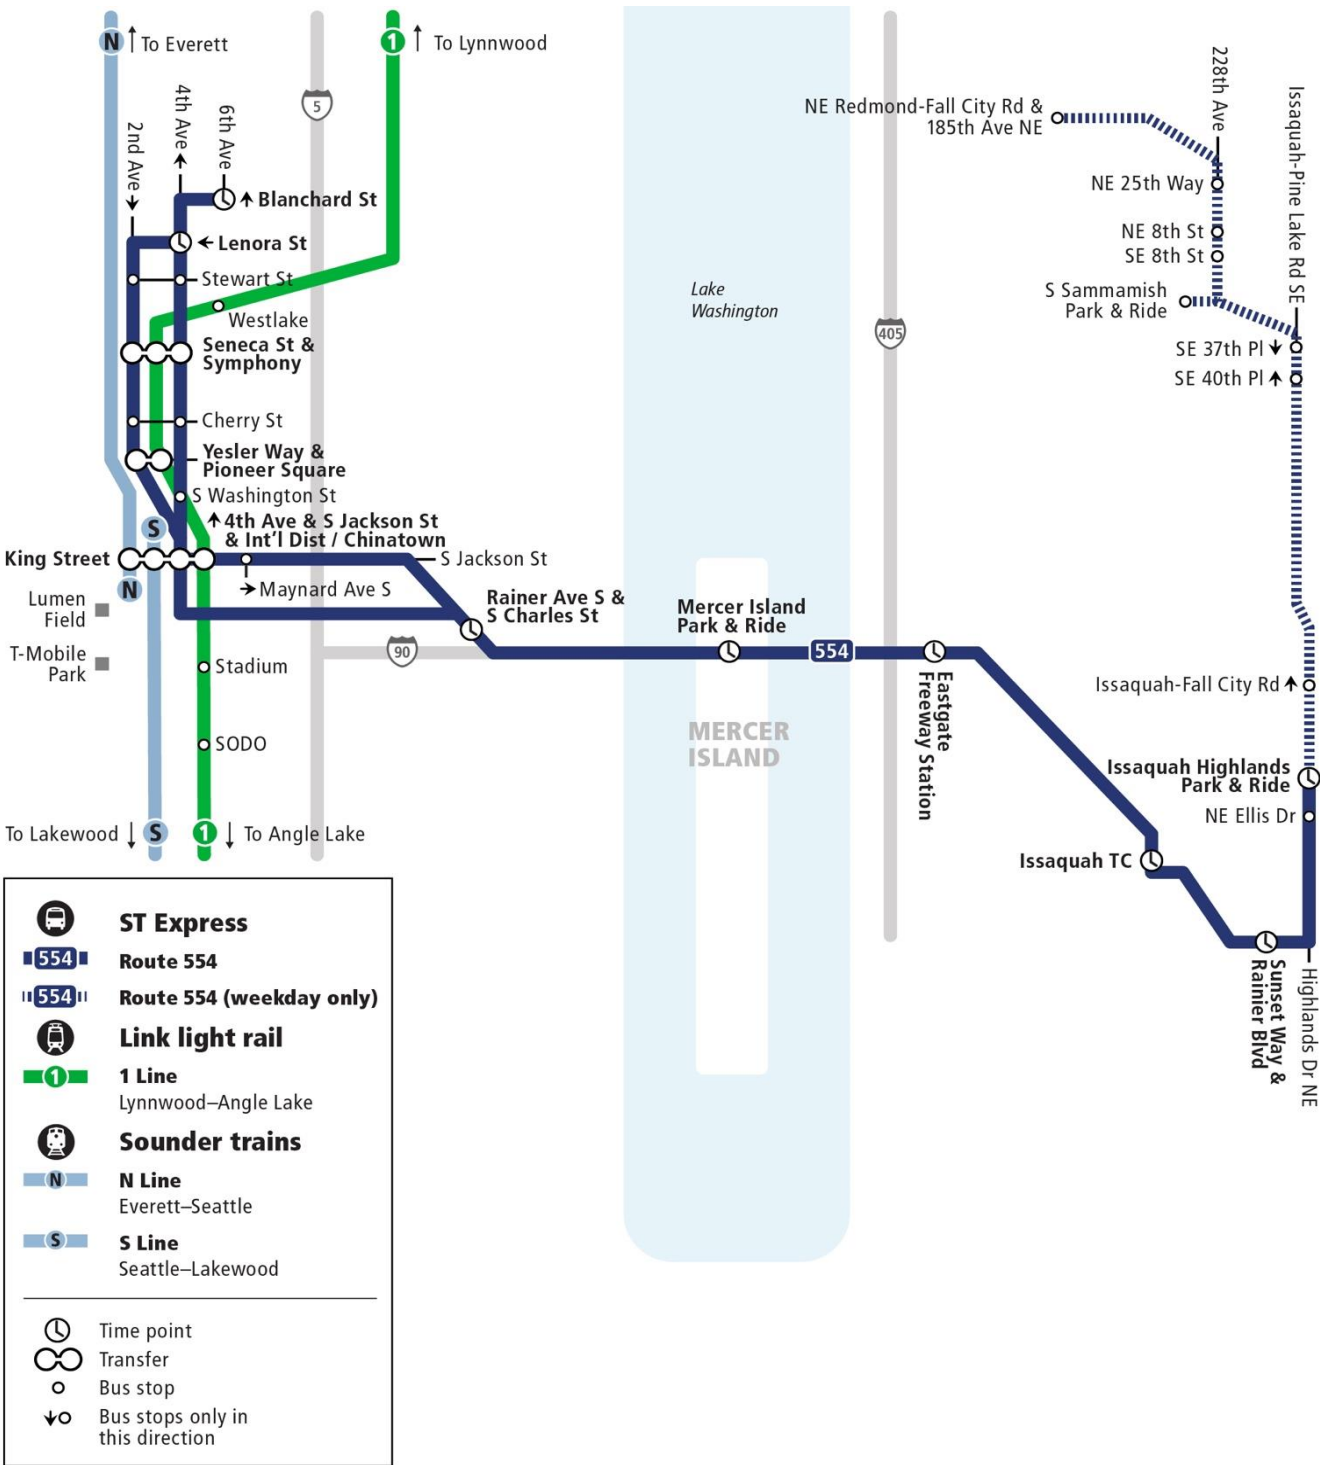 N
↑ To Everett
1
↑ To Lynnwood
5
2nd Ave →
4th Ave →
6th Ave
↑ Blanchard St
← Lenora St
Stewart St
Westlake
Seneca St &
Symphony
Cherry St
Yesler Way &
Pioneer Square
S Washington St
S
↑ 4th Ave & S Jackson St
& Int'l Dist / Chinatown
King Street
S Jackson St
N
→ Maynard Ave S
Lumen
Field
T-Mobile
Park
Rainer Ave S &
S Charles St
90
Stadium
SODO
To Lakewood ↓
S
1
↓ To Angle Lake
Lake
Washington
Mercer Island
Park & Ride
554
MERCER
ISLAND
405
Eastgate
Freeway Station
NE Redmond-Fall City Rd &
185th Ave NE
228th Ave
Issaquah-Pine Lake Rd SE
NE 25th Way
NE 8th St
SE 8th St
S Sammamish
Park & Ride
SE 37th Pl ↓
SE 40th Pl ↑
Issaquah-Fall City Rd ↑
Issaquah Highlands
Park & Ride
NE Ellis Dr
Issaquah TC
Sunset Way &
Rainier Blvd
Highlands Dr NE
ST Express
554
Route 554
554
Route 554 (weekday only)
Link light rail
1
1 Line
Lynnwood–Angle Lake
Sounder trains
N
N Line
Everett–Seattle
S
S Line
Seattle–Lakewood
Time point
Transfer
Bus stop
Bus stops only in
this direction